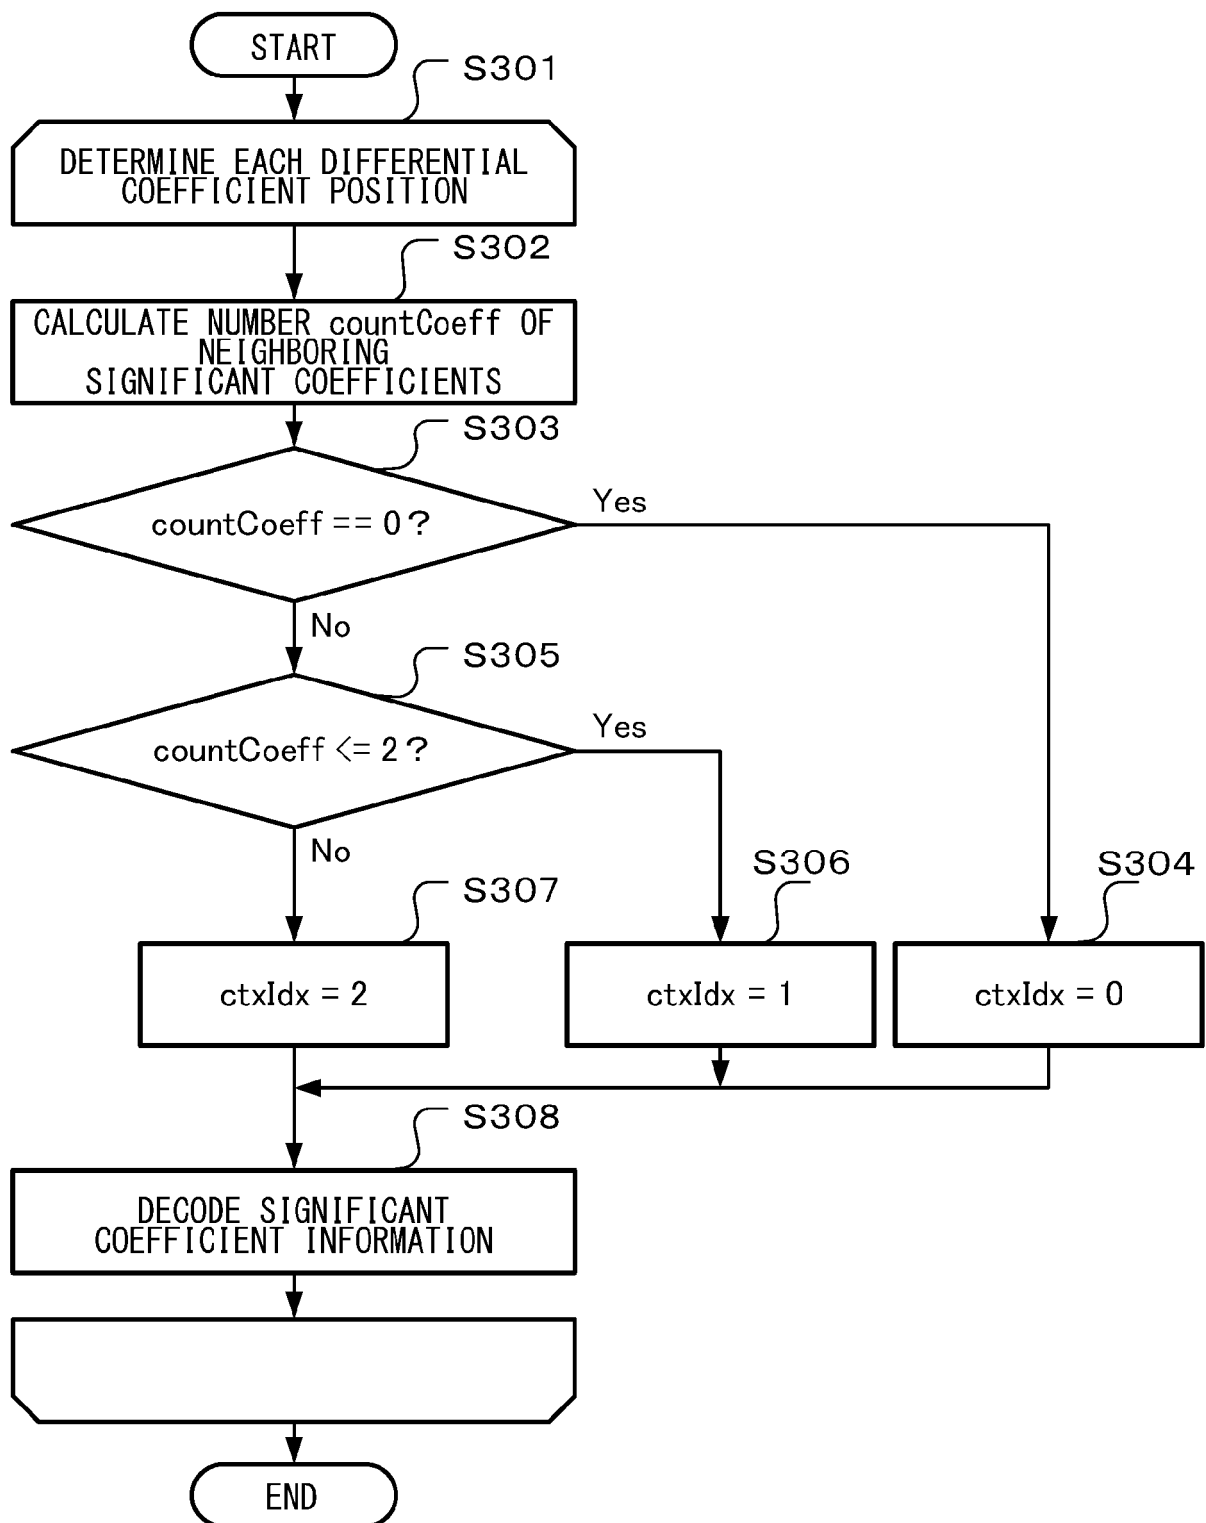 START
S301
DETERMINE EACH DIFFERENTIAL
COEFFICIENT POSITION
S302
CALCULATE NUMBER countCoeff OF
NEIGHBORING
SIGNIFICANT COEFFICIENTS
S303
countCoeff == 0?
Yes
No
S305
countCoeff <= 2?
Yes
No
S307
S306
S304
ctxIdx = 2
ctxIdx = 1
ctxIdx = 0
S308
DECODE SIGNIFICANT
COEFFICIENT INFORMATION
END